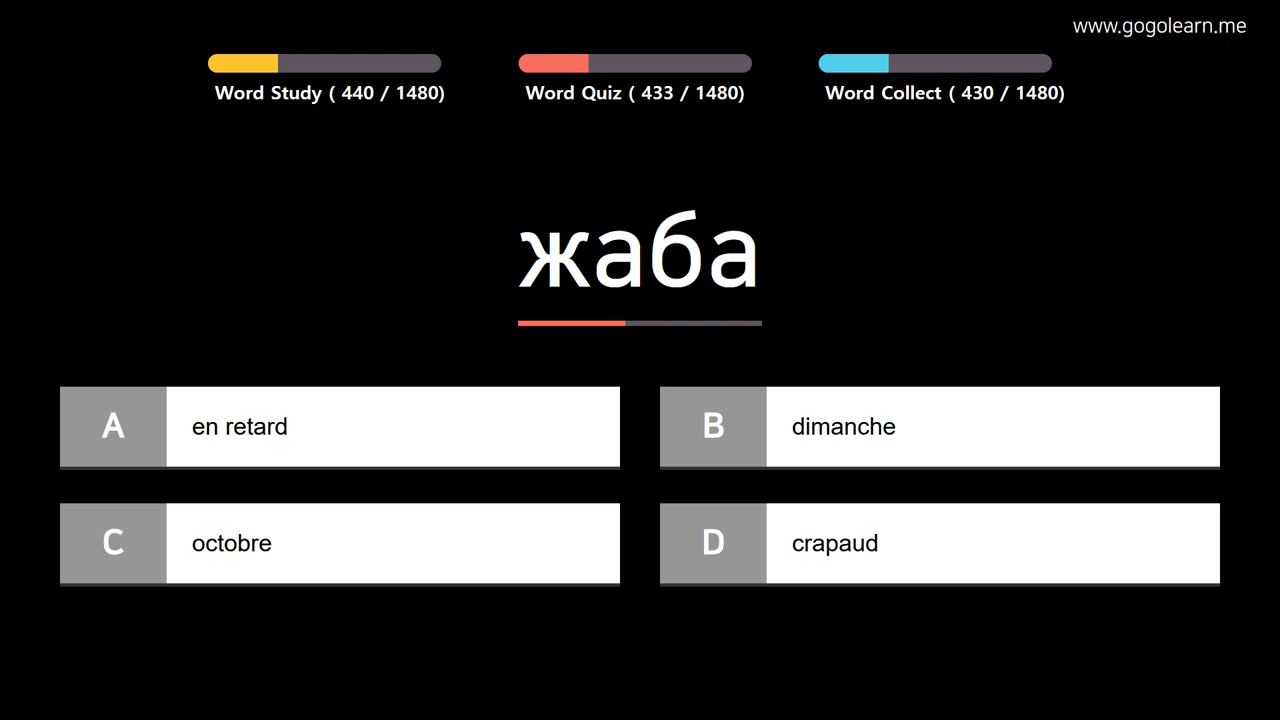 www.gogolearn.me
Word Study ( 440 / 1480)
Word Quiz ( 433 / 1480)
Word Collect ( 430 / 1480)
жаба
A en retard
B dimanche
C octobre
D crapaud